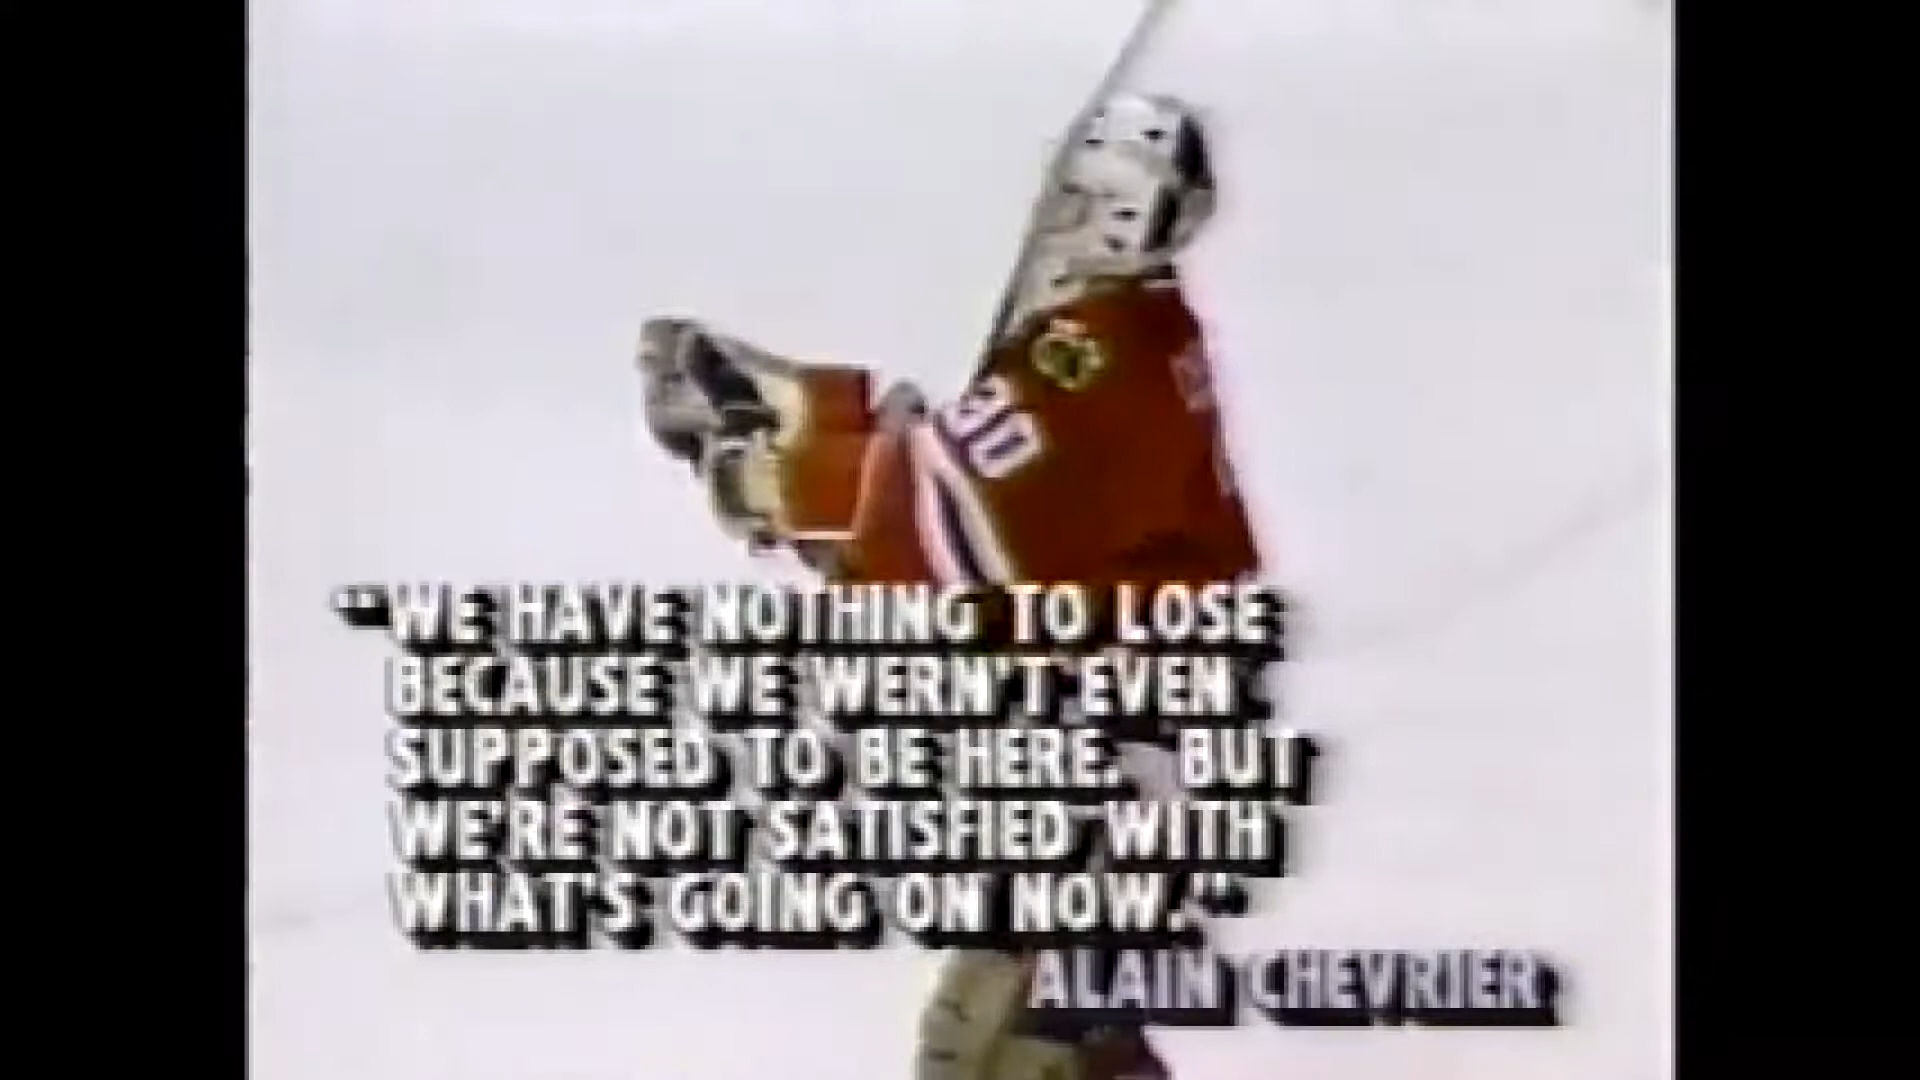 30
"WE HAVE NOTHING TO LOSE
BECAUSE WE WERN'T EVEN
SUPPOSED TO BE HERE. BUT
WE'RE NOT SATISFIED WITH
WHAT'S GOING ON NOW."
ALAIN CHEVRIER